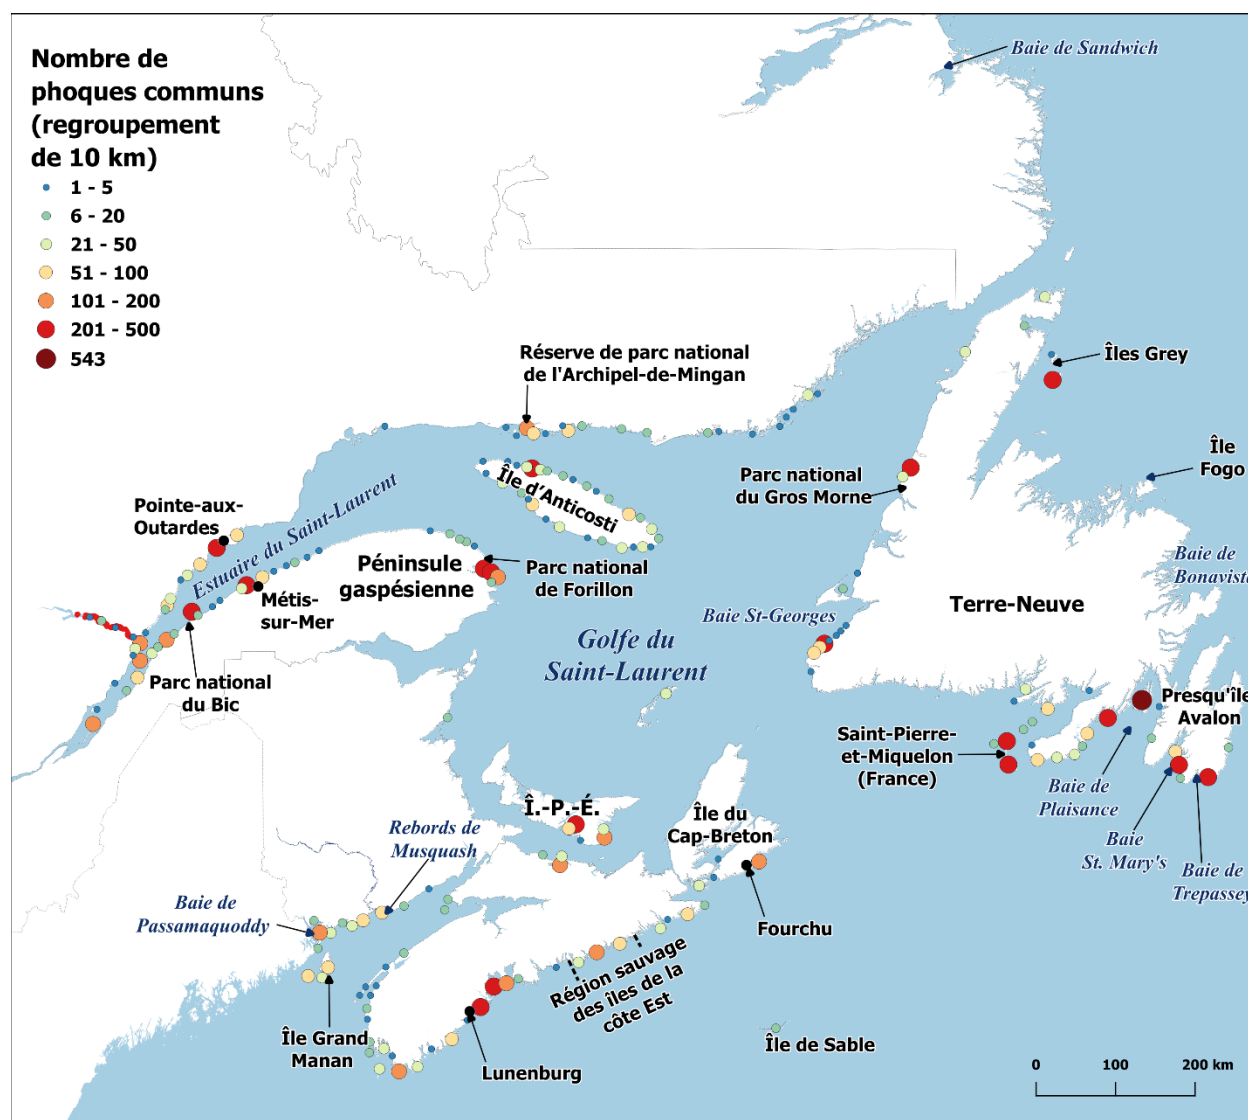 Nombre de
phoques communs
(regroupement
de 10 km)
1 - 5
6 - 20
21 - 50
51 - 100
101 - 200
201 - 500
543
Baie de Sandwich
Réserve de parc national
de l'Archipel-de-Mingan
Îles Grey
Île
Fogo
Parc national
du Gros Morne
Île d'Anticosti
Pointe-aux-
Outardes
Estuaire du Saint-Laurent
Péninsule
gaspésienne
Parc national
de Forillon
Métis-
sur-Mer
Baie de
Bonavista
Terre-Neuve
Baie St-Georges
Golfe du
Saint-Laurent
Parc national
du Bic
Presqu'île
Avalon
Saint-Pierre-
et-Miquelon
(France)
Baie de
Plaisance
Baie
St. Mary's
Baie de
Trepassey
Î.-P.-É.
Île du
Cap-Breton
Rebords de
Musquash
Baie de
Passamaquoddy
Fourchu
Région sauvage
des îles de la
côte Est
Île Grand
Manan
Lunenburg
Île de Sable
0 100 200 km